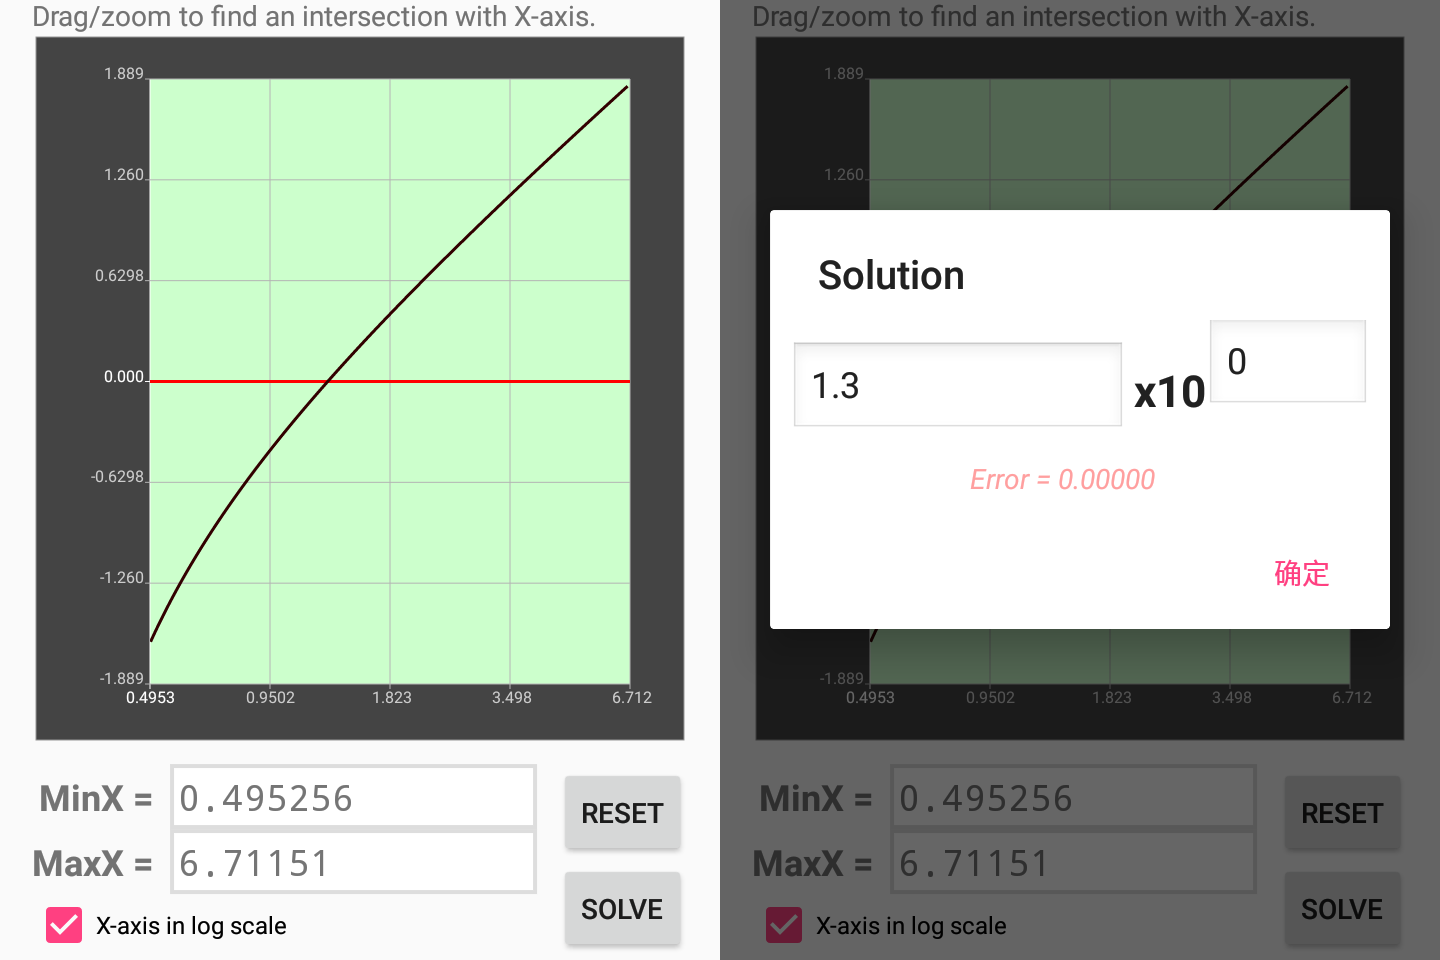 Drag/zoom to find an intersection with X-axis.
1.889
1.260
0.6298
0.000
-0.6298
-1.260
-1.889
0.4953 0.9502 1.823 3.498 6.712
MinX = 0.495256
MaxX = 6.71151
RESET
SOLVE
X-axis in log scale
Drag/zoom to find an intersection with X-axis.
1.889
1.260
Solution
1.3 x10 0
Error = 0.00000
确定
-1.889
0.4953 0.9502 1.823 3.498 6.712
MinX = 0.495256
MaxX = 6.71151
RESET
SOLVE
X-axis in log scale